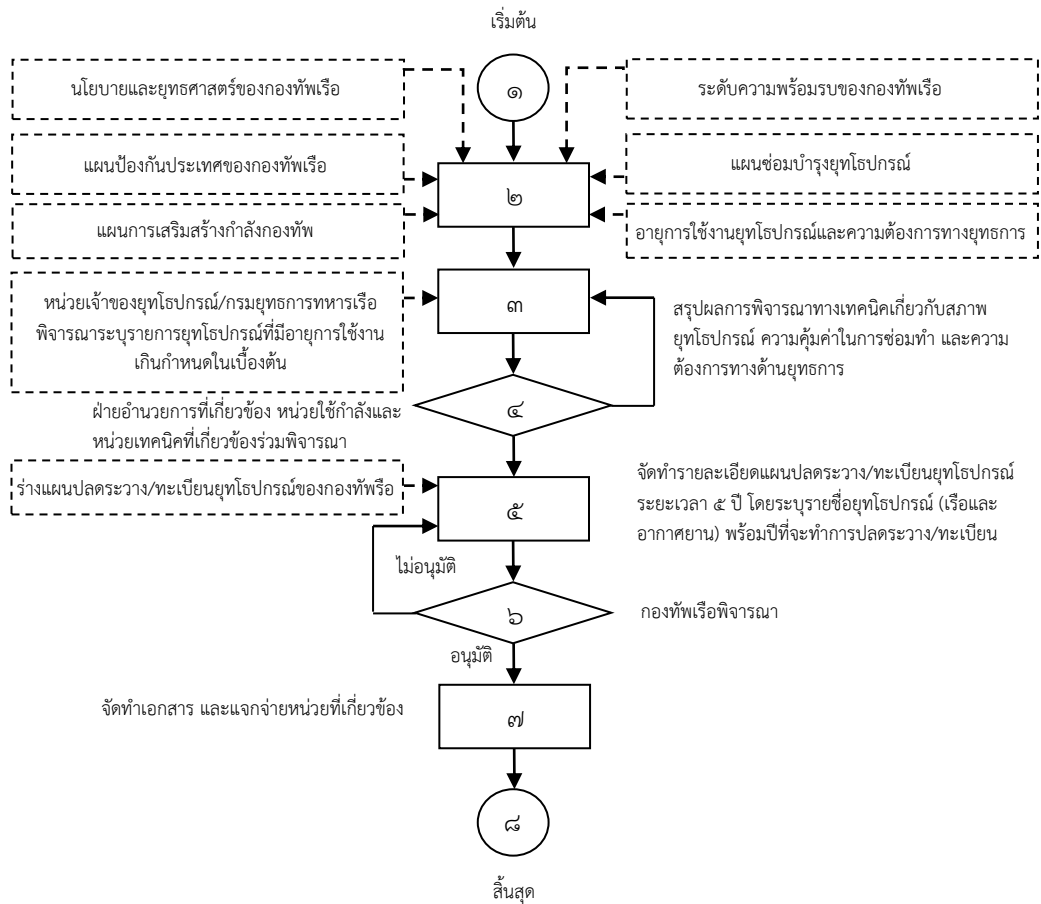 เริ่มต้น
๑
นโยบายและยุทธศาสตร์ของกองทัพเรือ
ระดับความพร้อมรบของกองทัพเรือ
แผนป้องกันประเทศของกองทัพเรือ
แผนซ่อมบำรุงยุทโธปกรณ์
๒
แผนการเสริมสร้างกำลังกองทัพ
อายุการใช้งานยุทโธปกรณ์และความต้องการทางยุทธการ
หน่วยเจ้าของยุทโธปกรณ์/กรมยุทธการทหารเรือ
พิจารณาระบุรายการยุทโธปกรณ์ที่มีอายุการใช้งาน
เกินกำหนดในเบื้องต้น
๓
สรุปผลการพิจารณาทางเทคนิคเกี่ยวกับสภาพ
ยุทโธปกรณ์ ความคุ้มค่าในการซ่อมทำ และความ
ต้องการทางด้านยุทธการ
๔
ฝ่ายอำนวยการที่เกี่ยวข้อง หน่วยใช้กำลังและ
หน่วยเทคนิคที่เกี่ยวข้องร่วมพิจารณา
ร่างแผนปลดระวาง/ทะเบียนยุทโธปกรณ์ของกองทัพรือ
๕
จัดทำรายละเอียดแผนปลดระวาง/ทะเบียนยุทโธปกรณ์
ระยะเวลา ๕ ปี โดยระบุรายชื่อยุทโธปกรณ์ (เรือและ
อากาศยาน) พร้อมปีที่จะทำการปลดระวาง/ทะเบียน
ไม่อนุมัติ
๖
กองทัพเรือพิจารณา
อนุมัติ
จัดทำเอกสาร และแจกจ่ายหน่วยที่เกี่ยวข้อง
๗
๘
สิ้นสุด